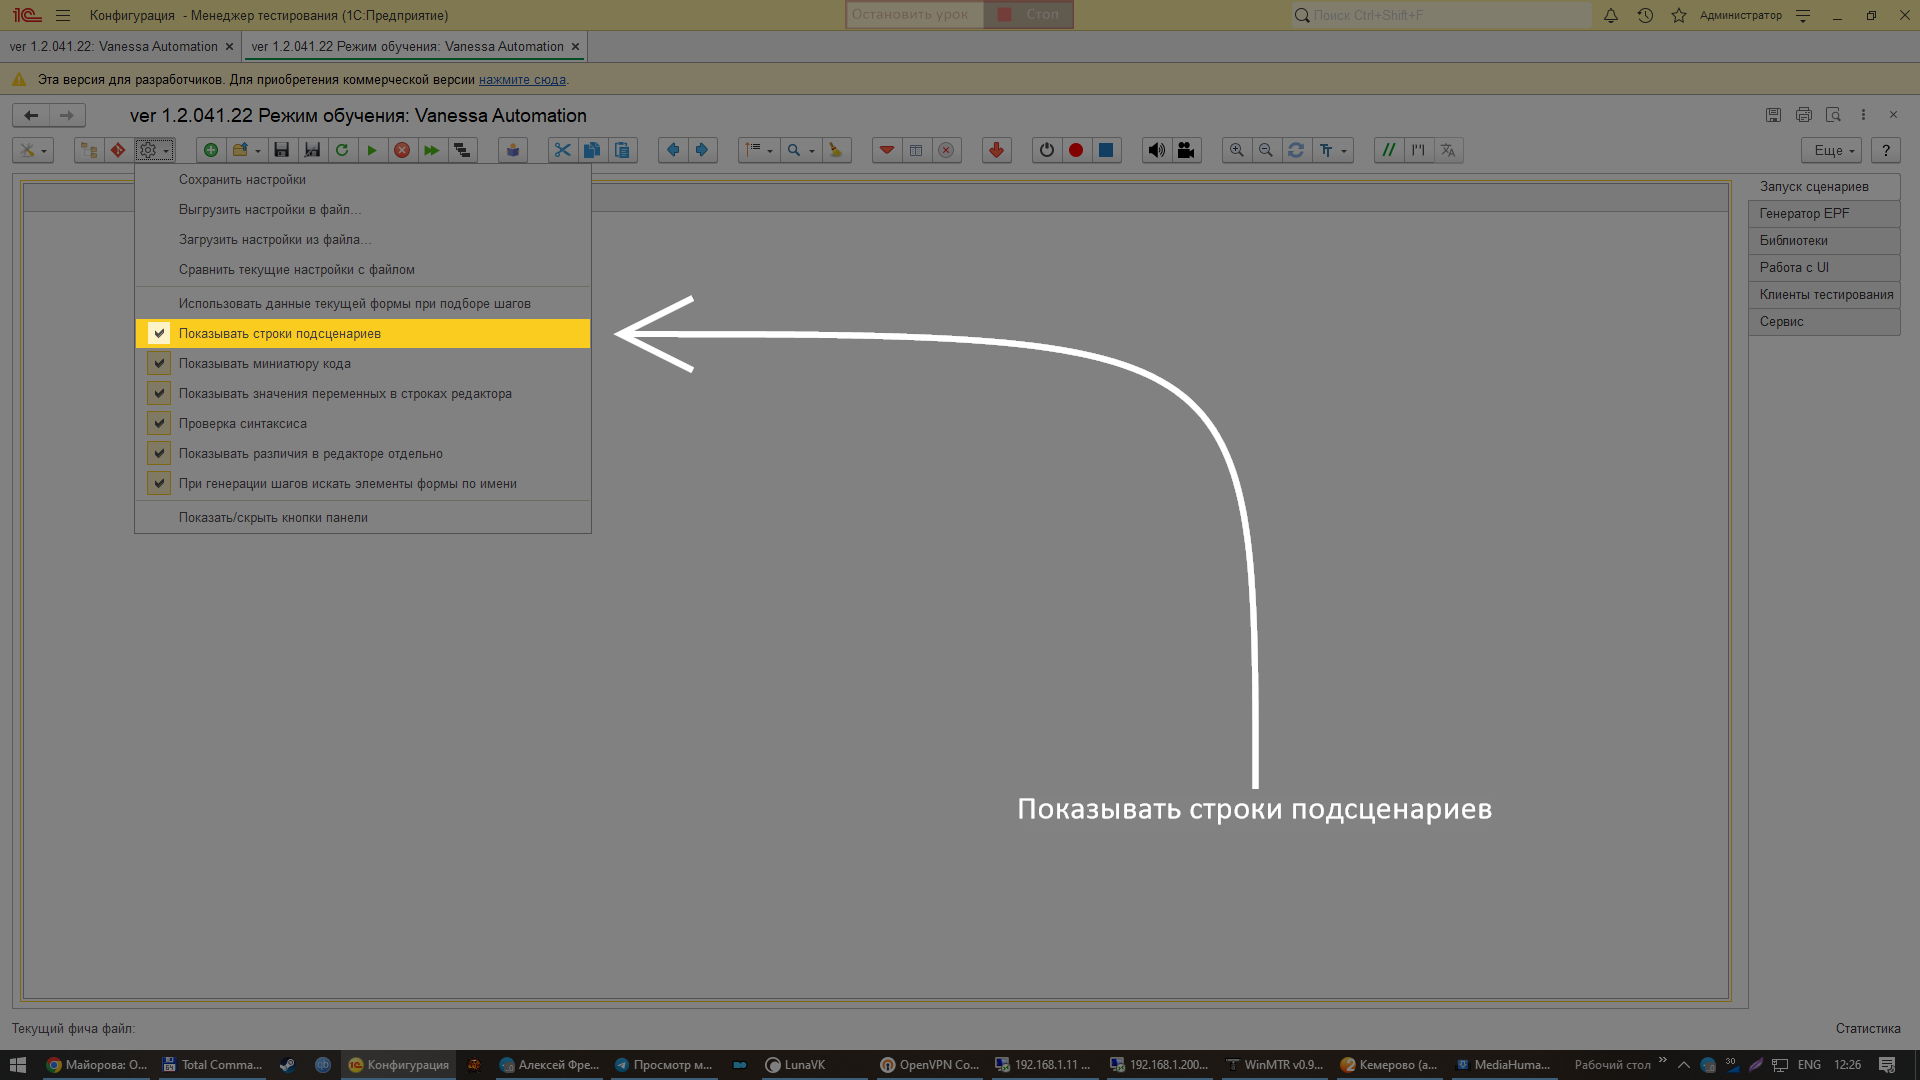 Конфигурация - Менеджер тестирования (1С:Предприятие)
Остановить урок Стоп
Поиск Ctrl+Shift+F
Администратор
ver 1.2.041.22: Vanessa Automation
ver 1.2.041.22 Режим обучения: Vanessa Automation
Эта версия для разработчиков. Для приобретения коммерческой версии нажмите сюда.
ver 1.2.041.22 Режим обучения: Vanessa Automation
Еще
?
Сохранить настройки
Выгрузить настройки в файл...
Загрузить настройки из файла...
Сравнить текущие настройки с файлом
Использовать данные текущей формы при подборе шагов
Показывать строки подсценариев
Показывать миниатюру кода
Показывать значения переменных в строках редактора
Проверка синтаксиса
Показывать различия в редакторе отдельно
При генерации шагов искать элементы формы по имени
Показать/скрыть кнопки панели
Запуск сценариев
Генератор EPF
Библиотеки
Работа с UI
Клиенты тестирования
Сервис
Показывать строки подсценариев
Текущий фича файл:
Статистика
Майорова: О...
Total Comma...
Конфигурация
Алексей Фре...
Просмотр м...
LunaVK
OpenVPN Co...
192.168.1.11 ...
192.168.1.200...
WinMTR v0.9...
Кемерово (а...
MediaHuma...
Рабочий стол
30
ENG
12:26